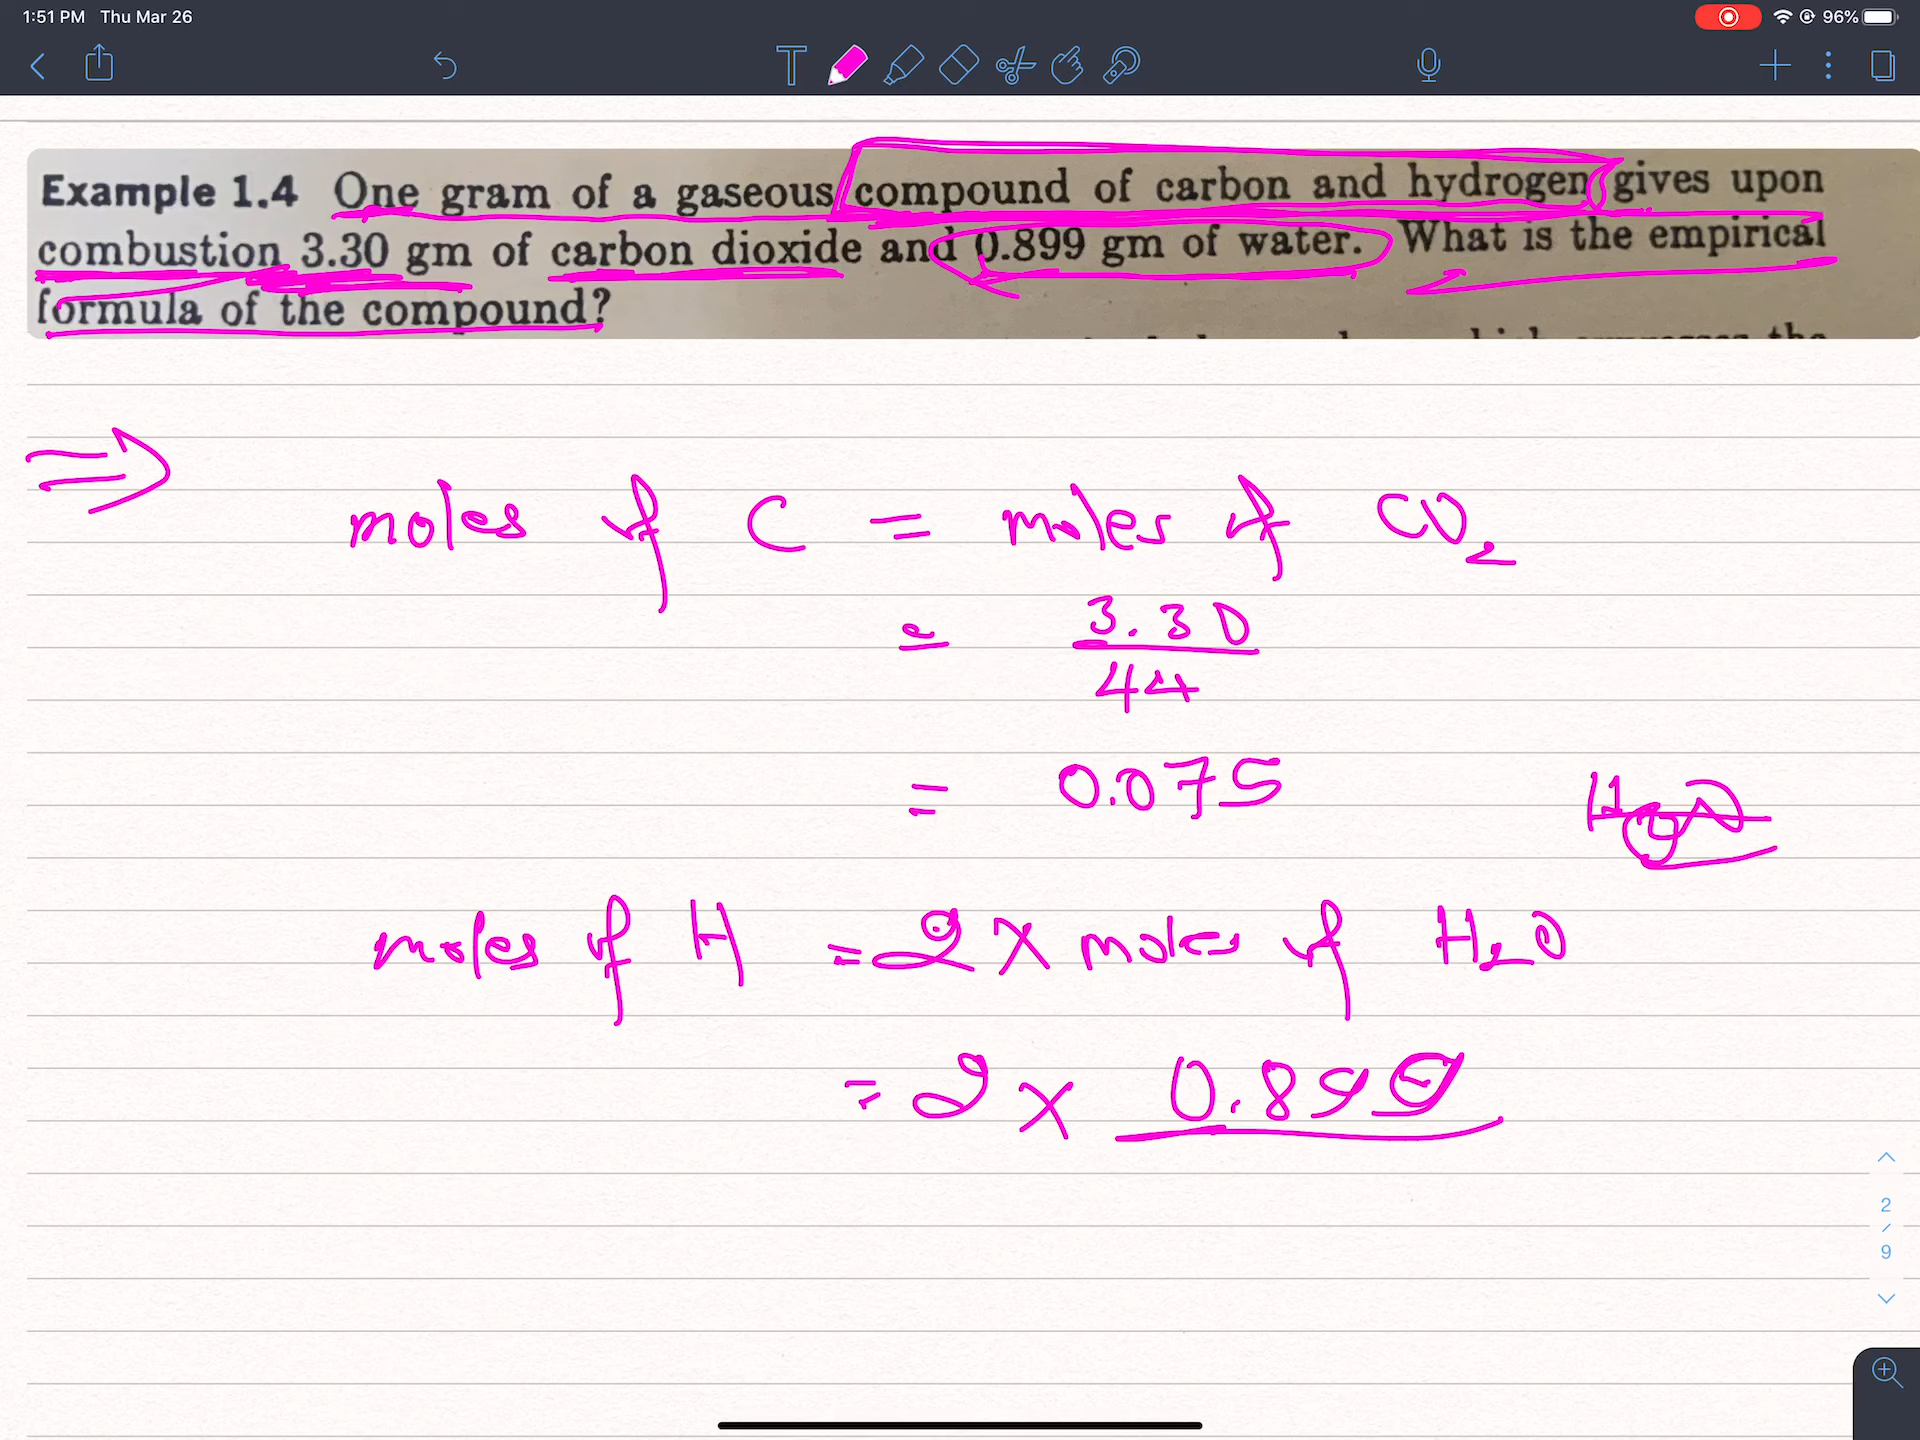 1:51 PM Thu Mar 26
96%
Example 1.4 One gram of a gaseous compound of carbon and hydrogen gives upon
combustion 3.30 gm of carbon dioxide and 0.899 gm of water. What is the empirical
formula of the compound?
moles of C = moles of CO2
= 3.30
44
= 0.075
H2O
moles of H = 2 X moles of H2O
= 2 X 0.899
2
/
9